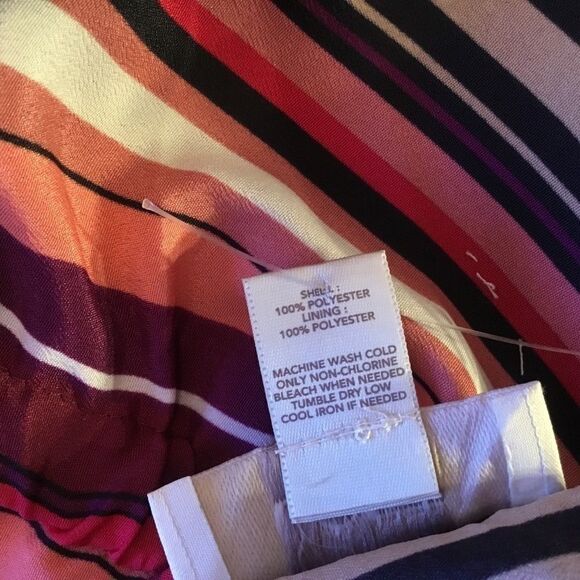 SHELL :
100% POLYESTER
LINING :
100% POLYESTER
MACHINE WASH COLD
ONLY NON-CHLORINE
BLEACH WHEN NEEDED
TUMBLE DRY LOW
COOL IRON IF NEEDED